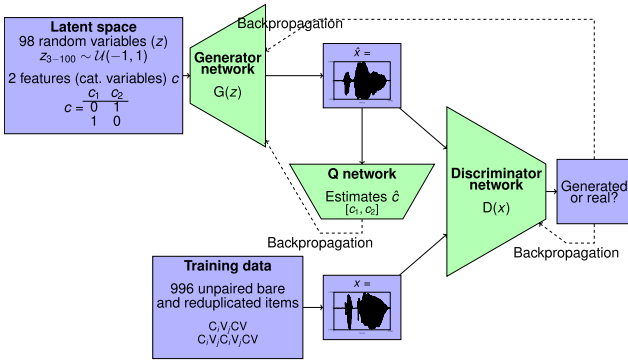 Latent space
98 random variables (z)
z₃₋₁₀₀ ∼ 𝒰(−1, 1)
2 features (cat. variables) c
c₁ c₂
c = 0 1
1 0
Generator
network
G(z)
Backpropagation
x̂ =
Q network
Estimates ĉ
[c₁, c₂]
Discriminator
network
D(x)
Generated
or real?
Backpropagation
Backpropagation
Training data
996 unpaired bare
and reduplicated items
CᵢVⱼCV
CᵢVⱼCᵢVⱼCV
x =